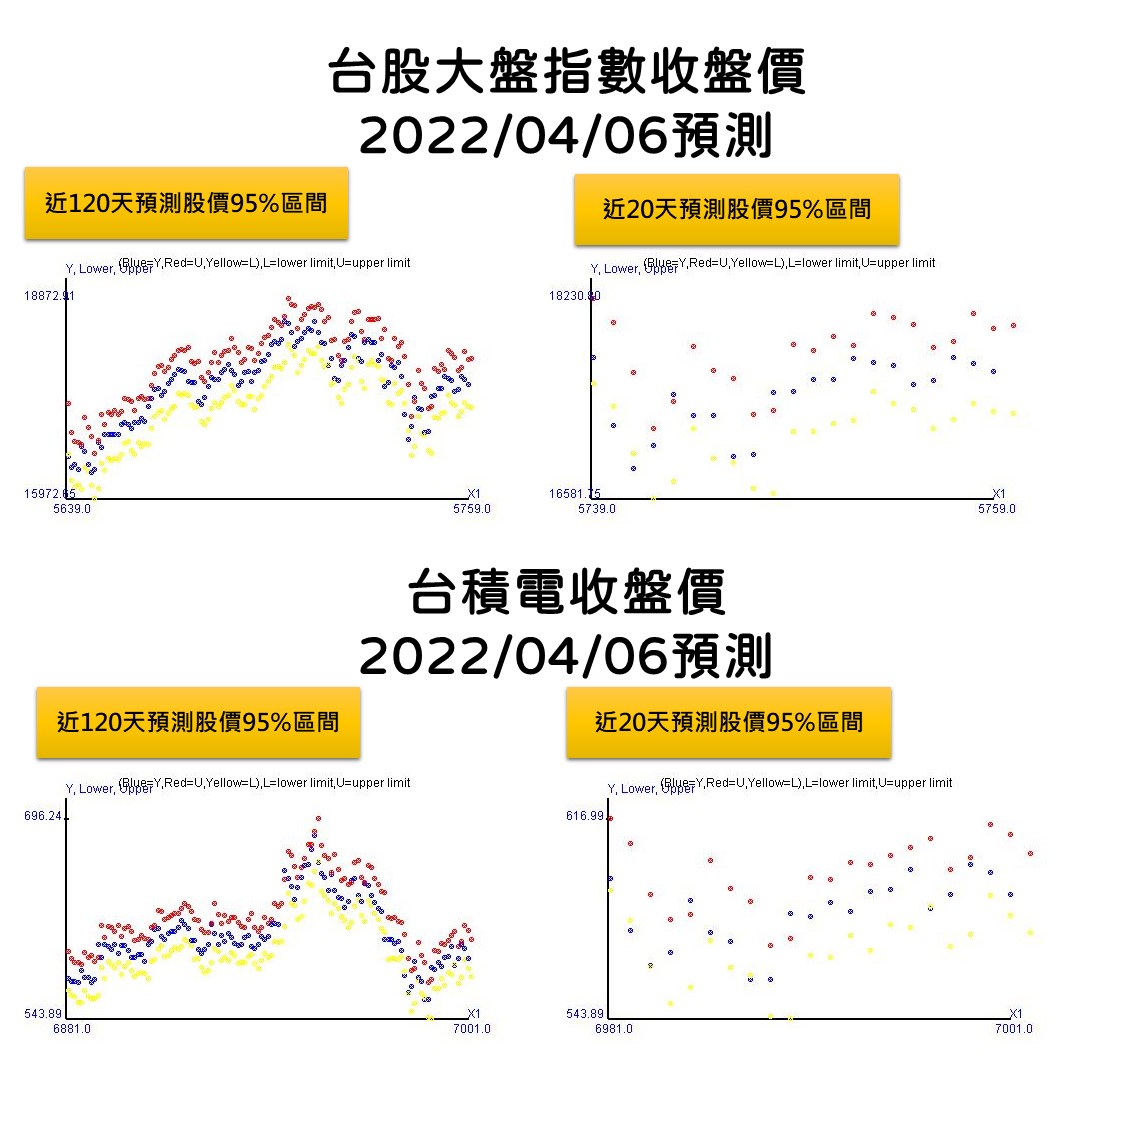 台股大盤指數收盤價
2022/04/06預測
近120天預測股價95%區間
近20天預測股價95%區間
(Blue=Y,Red=U,Yellow=L),L=lower limit,U=upper limit
Y, Lower, Upper
18872.91
15972.65
X1
5639.0
5759.0
(Blue=Y,Red=U,Yellow=L),L=lower limit,U=upper limit
Y, Lower, Upper
18230.80
16581.75
X1
5739.0
5759.0
台積電收盤價
2022/04/06預測
近120天預測股價95%區間
近20天預測股價95%區間
(Blue=Y,Red=U,Yellow=L),L=lower limit,U=upper limit
Y, Lower, Upper
696.24
543.89
X1
6881.0
7001.0
(Blue=Y,Red=U,Yellow=L),L=lower limit,U=upper limit
Y, Lower, Upper
616.99
543.89
X1
6981.0
7001.0